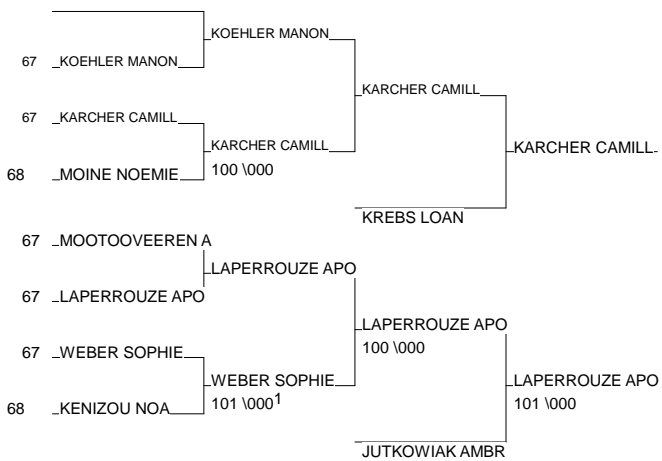 KOEHLER MANON
67 KOEHLER MANON
KARCHER CAMILL
67 KARCHER CAMILL
KARCHER CAMILL
KARCHER CAMILL
100 \000
68 MOINE NOEMIE
KREBS LOAN
67 MOOTOOVEEREN A
LAPERROUZE APO
67 LAPERROUZE APO
LAPERROUZE APO
100 \000
67 WEBER SOPHIE
WEBER SOPHIE
101 \0001
LAPERROUZE APO
101 \000
68 KENIZOU NOA
JUTKOWIAK AMBR